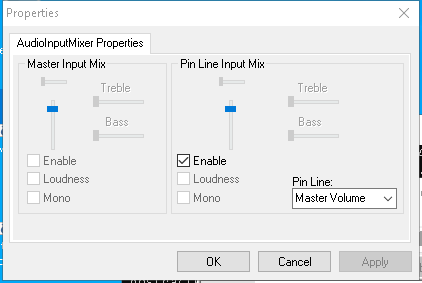 Properties
AudioInputMixer Properties
Master Input Mix
Treble
Bass
Enable
Loudness
Mono
Pin Line Input Mix
Treble
Bass
Enable
Loudness
Mono
Pin Line:
Master Volume
OK
Cancel
Apply